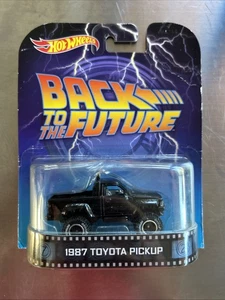 Hot Wheels
BACK
TO THE
FUTURE
1987 TOYOTA PICKUP